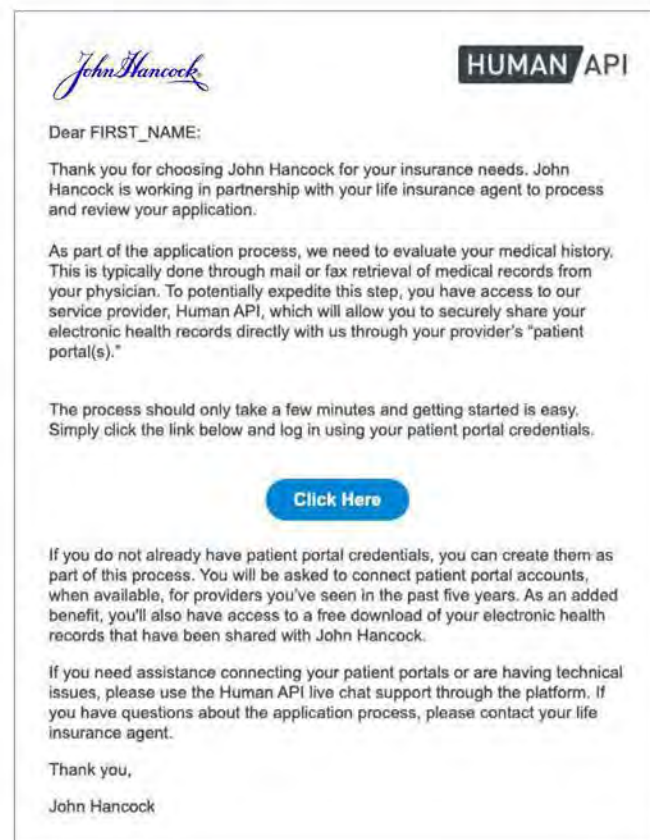 John Hancock
HUMAN API
Dear FIRST_NAME:
Thank you for choosing John Hancock for your insurance needs. John
Hancock is working in partnership with your life insurance agent to process
and review your application.
As part of the application process, we need to evaluate your medical history.
This is typically done through mail or fax retrieval of medical records from
your physician. To potentially expedite this step, you have access to our
service provider, Human API, which will allow you to securely share your
electronic health records directly with us through your provider's “patient
portal(s).”
The process should only take a few minutes and getting started is easy.
Simply click the link below and log in using your patient portal credentials.
Click Here
If you do not already have patient portal credentials, you can create them as
part of this process. You will be asked to connect patient portal accounts,
when available, for providers you've seen in the past five years. As an added
benefit, you'll also have access to a free download of your electronic health
records that have been shared with John Hancock.
If you need assistance connecting your patient portals or are having technical
issues, please use the Human API live chat support through the platform. If
you have questions about the application process, please contact your life
insurance agent.
Thank you,
John Hancock